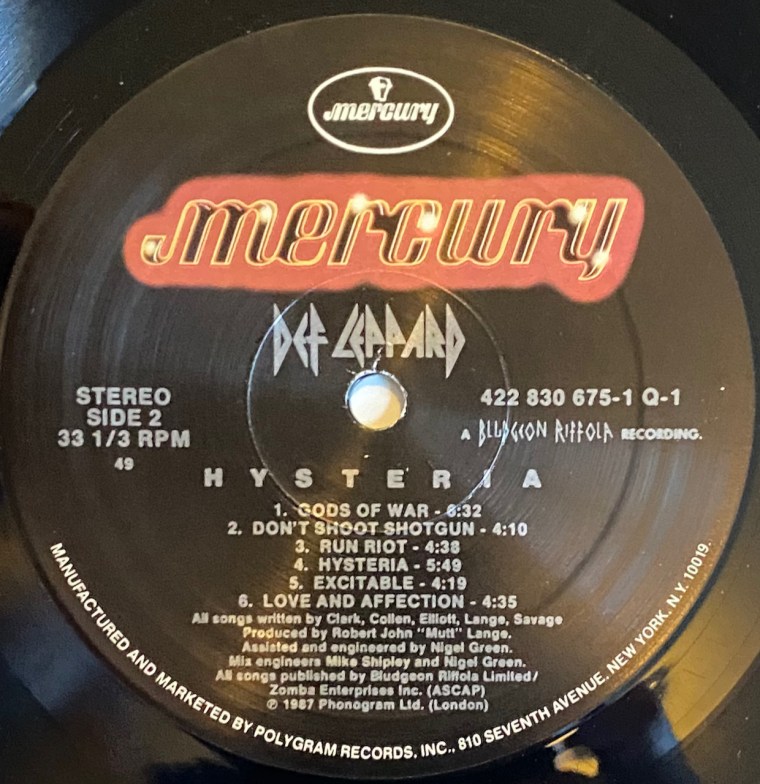 mercury
mercury
DEF LEPPARD
STEREO
SIDE 2
33 1/3 RPM
49
422 830 675-1 Q-1
A BLUDGEON RIFFOLA RECORDING.
HYSTERIA
1. GODS OF WAR - 6:32
2. DON'T SHOOT SHOTGUN - 4:10
3. RUN RIOT - 4:38
4. HYSTERIA - 5:49
5. EXCITABLE - 4:19
6. LOVE AND AFFECTION - 4:35
All songs written by Clark, Collen, Elliott, Lange, Savage
Produced by Robert John "Mutt" Lange.
Assisted and engineered by Nigel Green.
Mix engineers Mike Shipley and Nigel Green.
All songs published by Bludgeon Riffola Limited/
Zomba Enterprises Inc. (ASCAP)
℗ 1987 Phonogram Ltd. (London)
MANUFACTURED AND MARKETED BY POLYGRAM RECORDS, INC., 810 SEVENTH AVENUE, NEW YORK, N.Y. 10019.